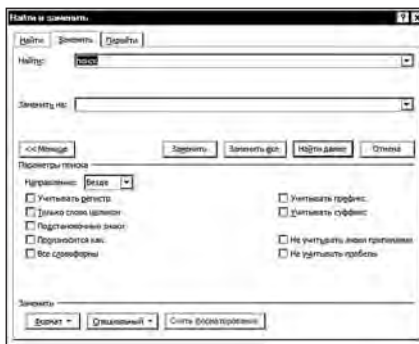 Найти и заменить
Найти Заменить Перейти
Найти: поиск
Заменить на:
<< Меньше Заменить Заменить все Найти далее Отмена
Параметры поиска
Направление: Везде
Учитывать регистр Учитывать префикс
Только слово целиком Учитывать суффикс
Подстановочные знаки
Произносится как Не учитывать знаки препинания
Все словоформы Не учитывать пробелы
Заменить
Формат Специальный Снять форматирование